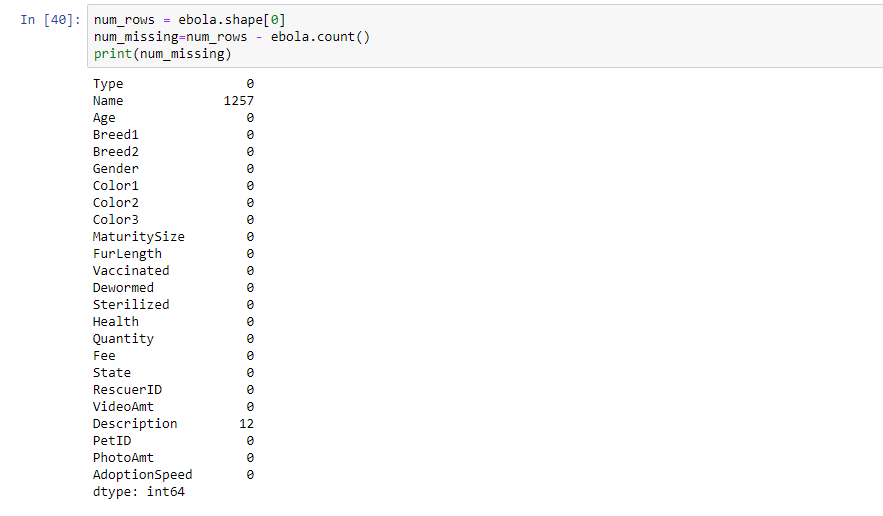 In [40]: num_rows = ebola.shape[0]
num_missing=num_rows - ebola.count()
print(num_missing)
Type 0
Name 1257
Age 0
Breed1 0
Breed2 0
Gender 0
Color1 0
Color2 0
Color3 0
MaturitySize 0
FurLength 0
Vaccinated 0
Dewormed 0
Sterilized 0
Health 0
Quantity 0
Fee 0
State 0
RescuerID 0
VideoAmt 0
Description 12
PetID 0
PhotoAmt 0
AdoptionSpeed 0
dtype: int64